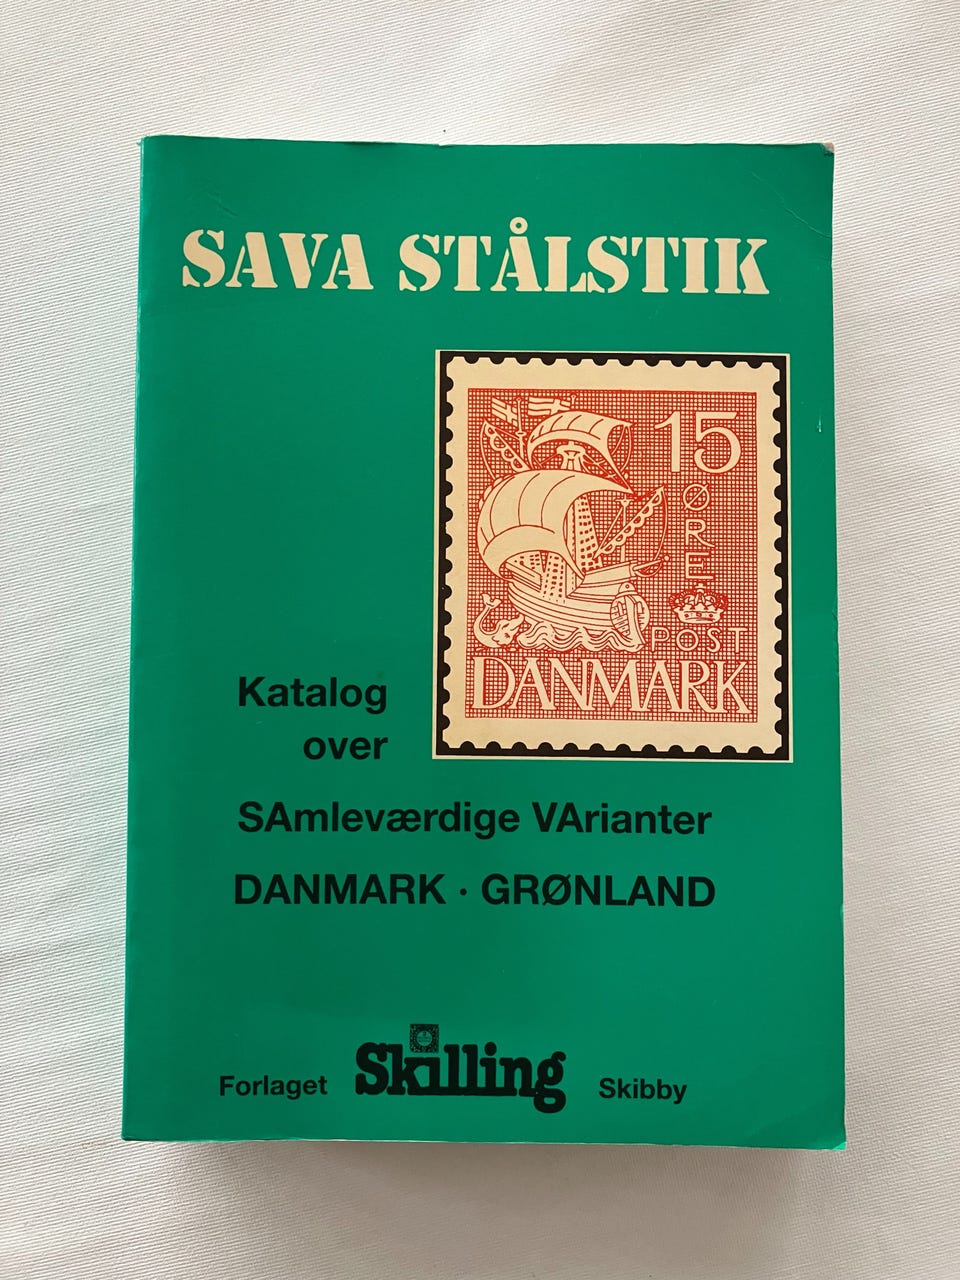 SAVA STÅLSTIK
15
ØRE
POST
DANMARK
Katalog
over
SAmleværdige VArianter
DANMARK · GRØNLAND
Forlaget Skilling Skibby